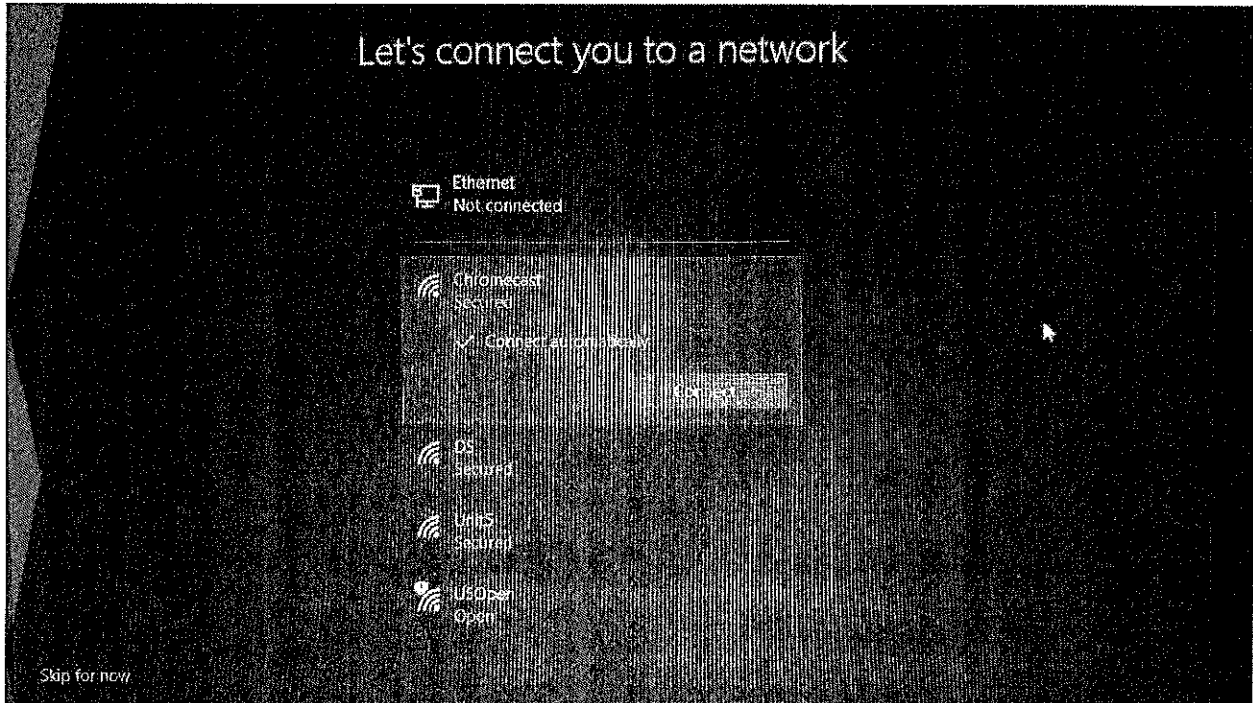 Let's connect you to a network
Ethernet
Not connected
Chromecast
Secured
Connect automatically
Connect
DS
Secured
Unit5
Secured
USOpen
Open
Skip for now